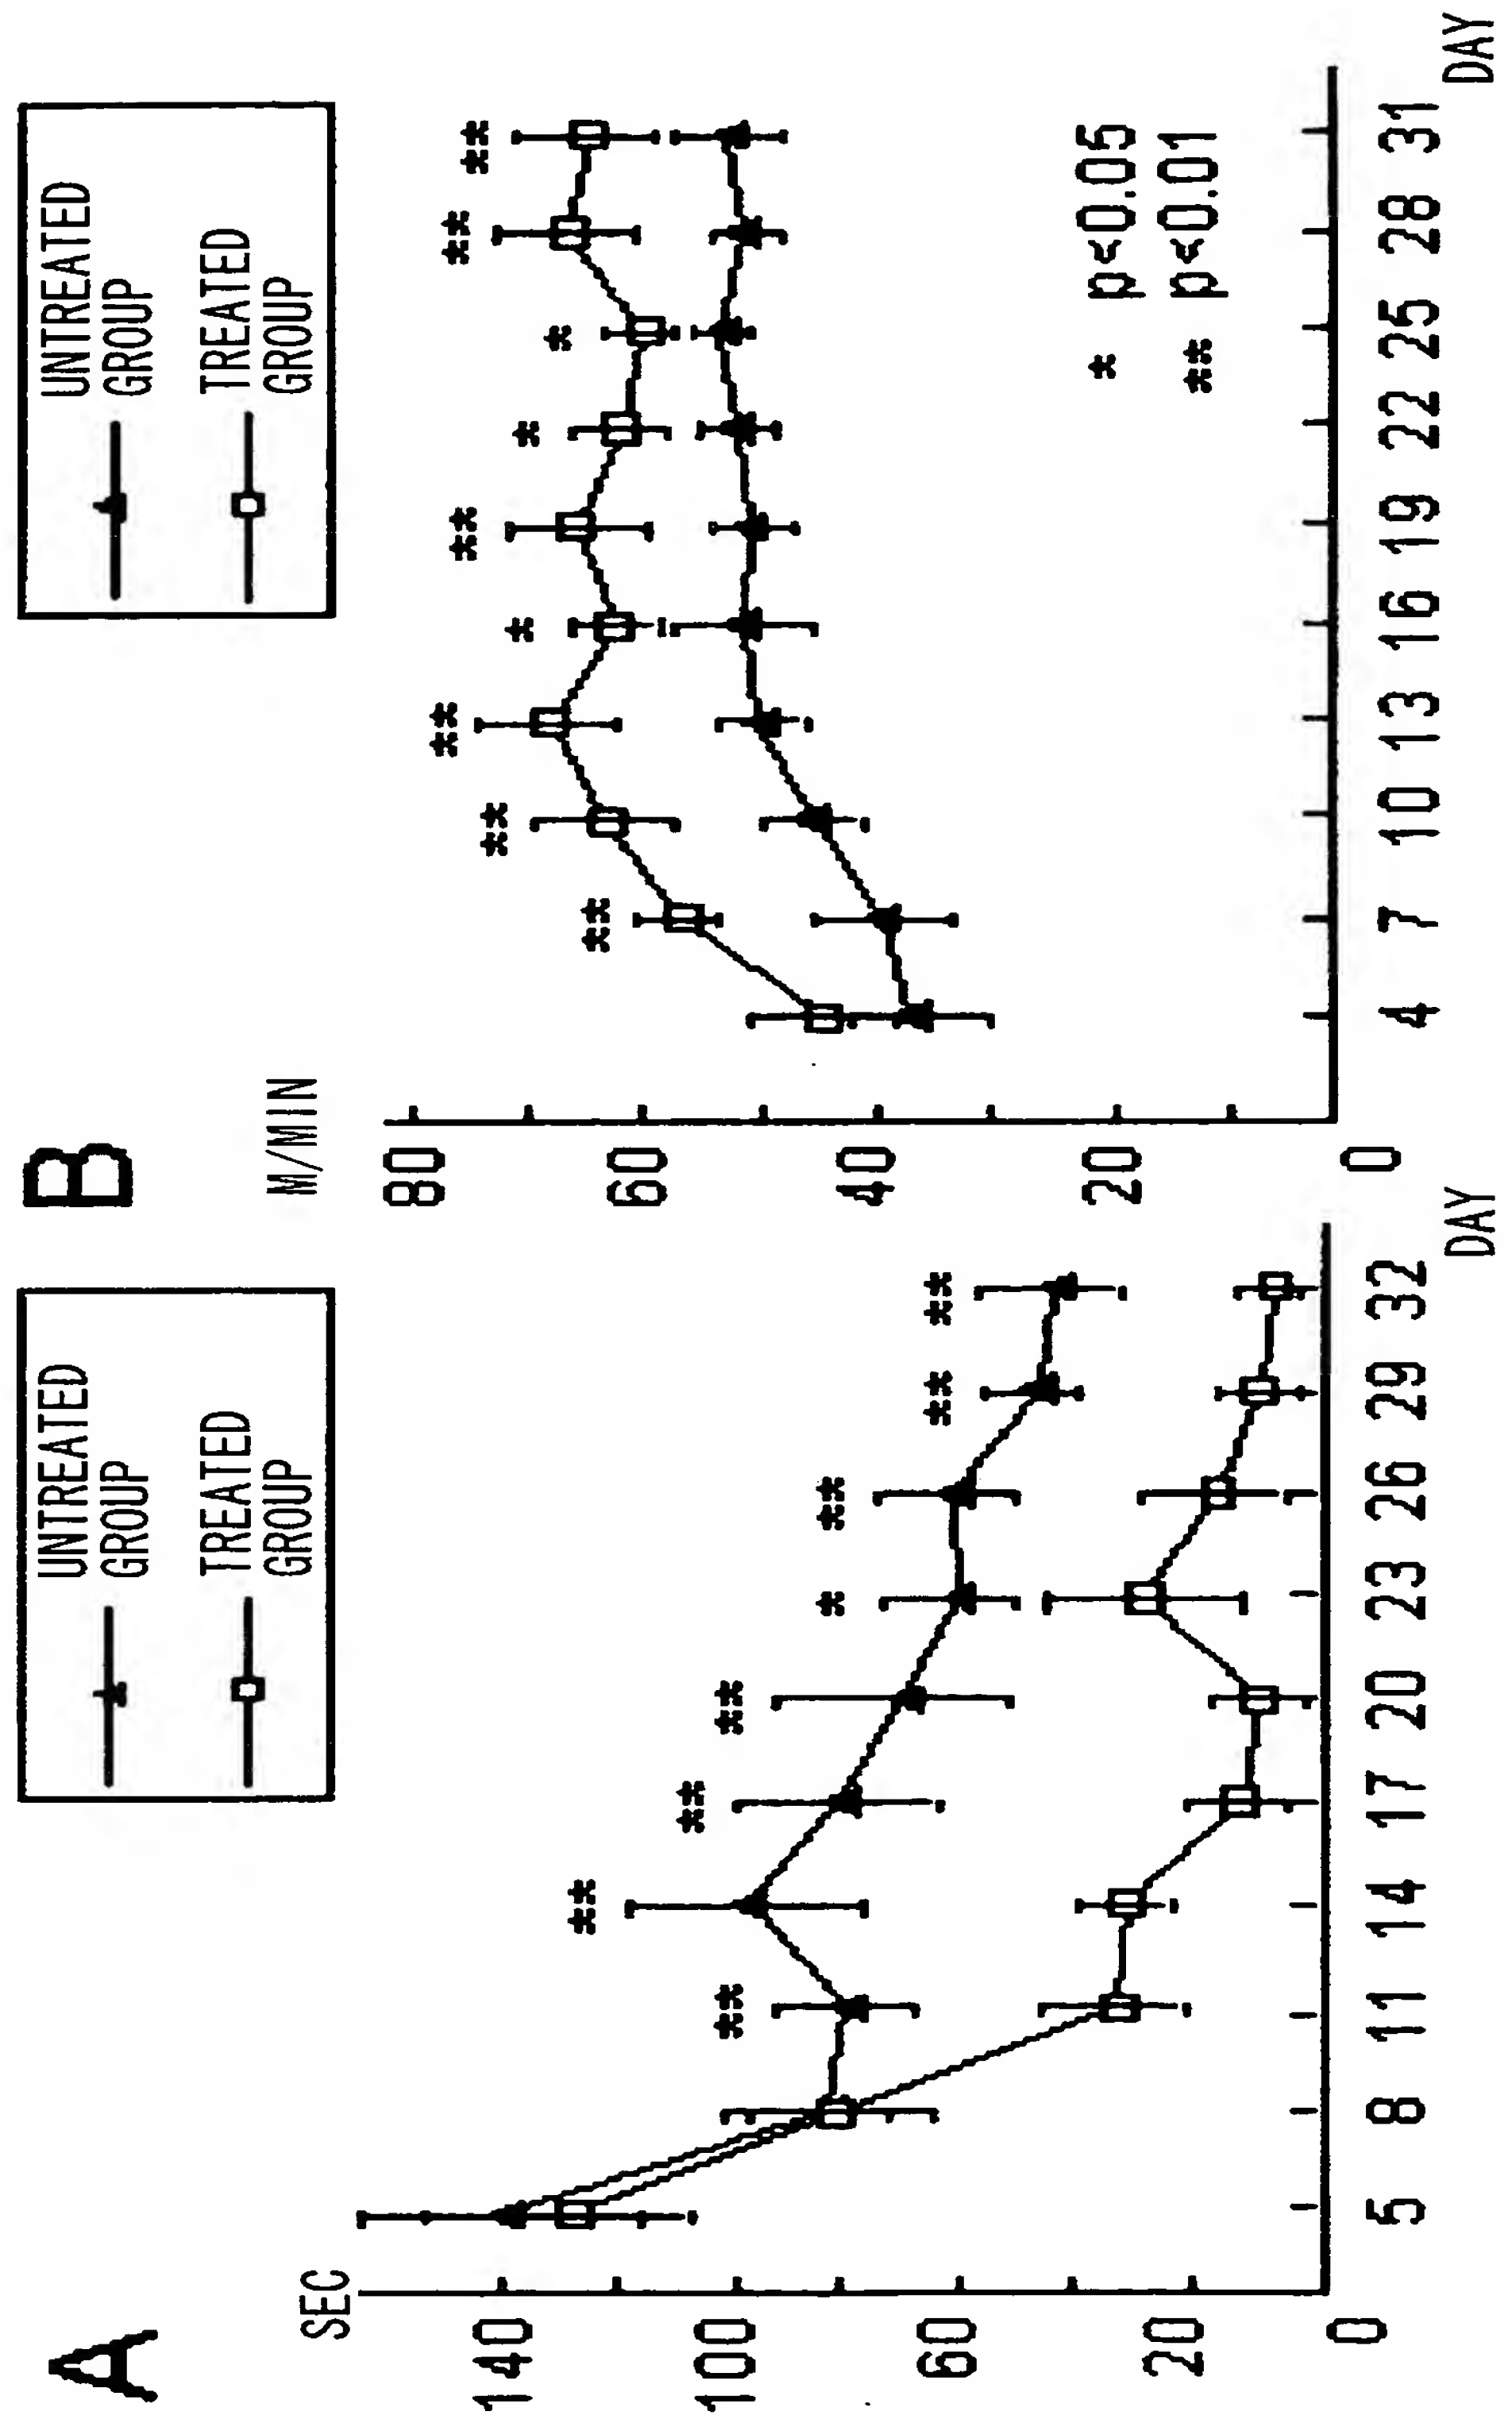 A
UNTREATED
GROUP
TREATED
GROUP
SEC
140
100
60
20
0
**
**
**
**
*
**
**
**
5 8 11 14 17 20 23 26 29 32
DAY
B
UNTREATED
GROUP
TREATED
GROUP
M/MIN
80
60
40
20
0
**
**
**
*
**
*
*
**
**
* p<0.05
** p<0.01
4 7 10 13 16 19 22 25 28 31
DAY